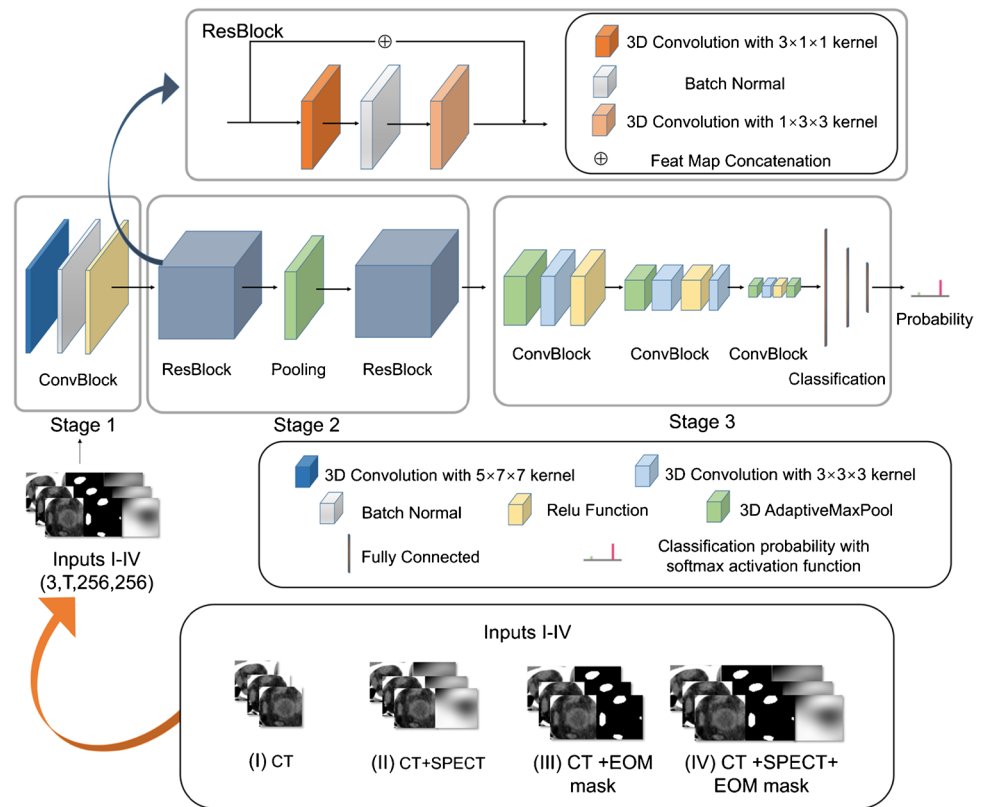 ResBlock
⊕
3D Convolution with 3×1×1 kernel
Batch Normal
3D Convolution with 1×3×3 kernel
⊕ Feat Map Concatenation
ConvBlock
ResBlock
Pooling
ResBlock
ConvBlock
ConvBlock
ConvBlock
Classification
Probability
Stage 1
Stage 2
Stage 3
3D Convolution with 5×7×7 kernel
3D Convolution with 3×3×3 kernel
Batch Normal
Relu Function
3D AdaptiveMaxPool
Fully Connected
Classification probability with
softmax activation function
Inputs I-IV
(3,T,256,256)
Inputs I-IV
(I) CT
(II) CT+SPECT
(III) CT +EOM
mask
(IV) CT +SPECT+
EOM mask